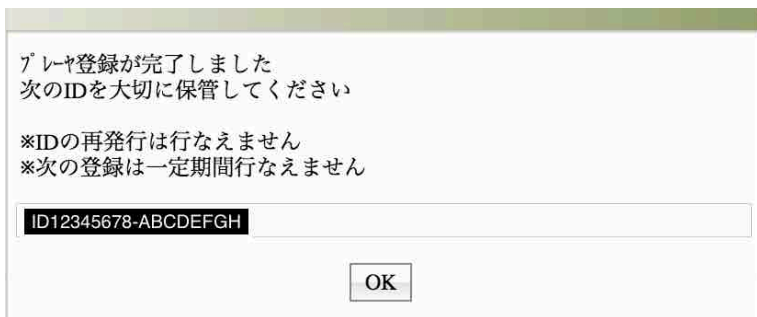 プレーヤ登録が完了しました
次のIDを大切に保管してください
※IDの再発行は行なえません
※次の登録は一定期間行なえません
ID12345678-ABCDEFGH
OK